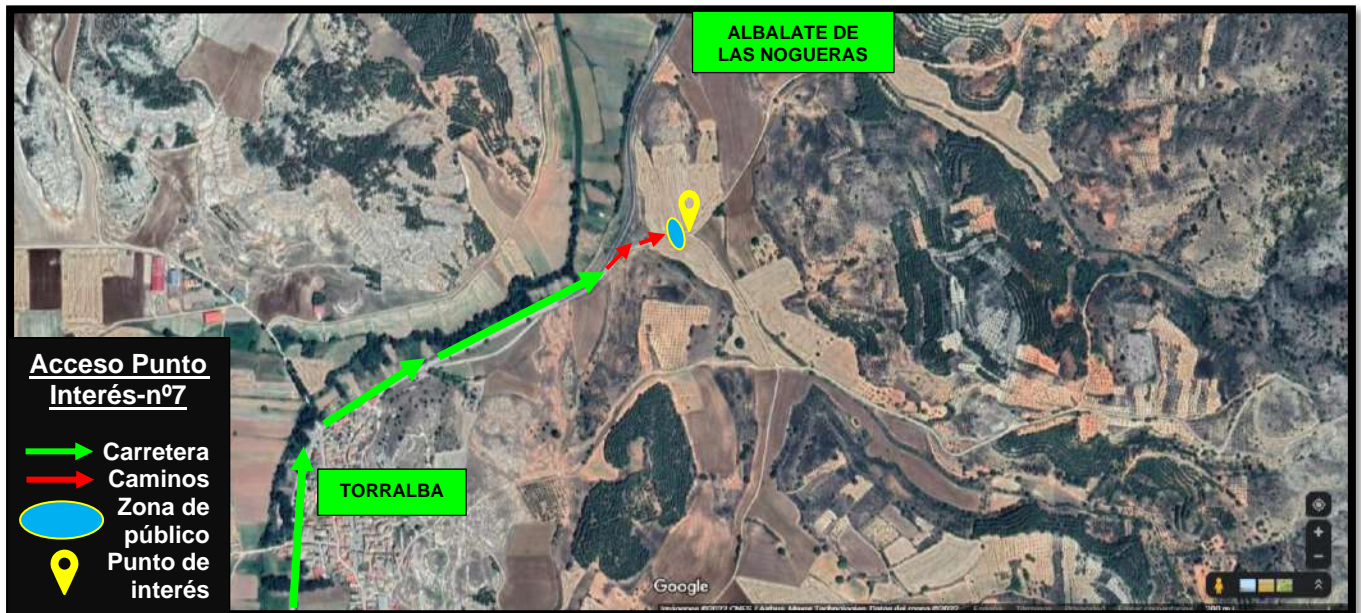 ALBALATE DE
LAS NOGUERAS
Acceso Punto
Interés-nº7
Carretera
Caminos
Zona de
público
Punto de
interés
TORRALBA
Google